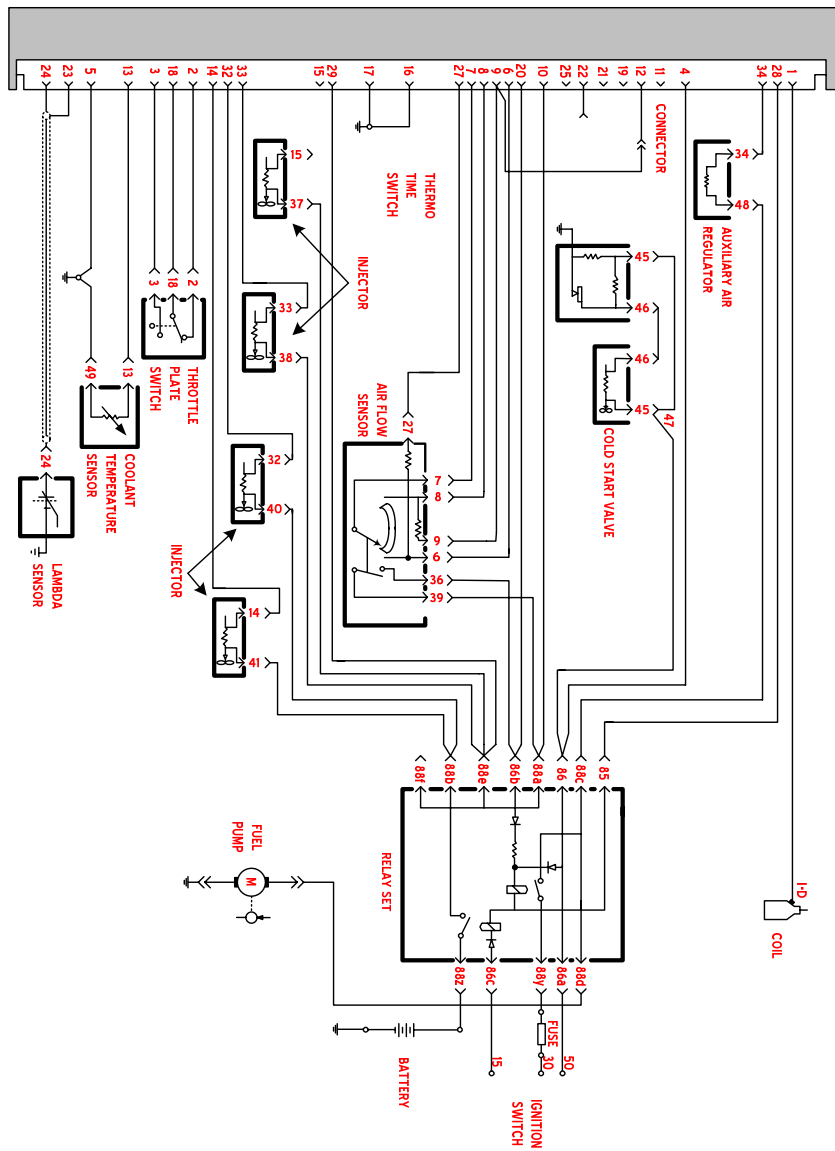 24 23 5 13 3 18 2 14 32 33 15 29 17 16 27 7 8 9 6 20 10 25 22 21 19 12 11 4 34 28 1
CONNECTOR
15
37
INJECTOR
THERMO
TIME
SWITCH
34
48
AUXILIARY AIR
REGULATOR
45
46
46
45
47
COLD START VALVE
3 18 2
THROTTLE
PLATE
SWITCH
33
38
49 13
COOLANT
TEMPERATURE
SENSOR
24
LAMBDA
SENSOR
32
40
INJECTOR
14
41
AIR FLOW
SENSOR
27
7
8
9
6
36
39
88f 88b 88e 86b 88a 86 88c 85
RELAY SET
88z 86c 88y 86a 88d
FUEL
PUMP
M
1-D
COIL
BATTERY
15
FUSE
30
50
IGNITION
SWITCH